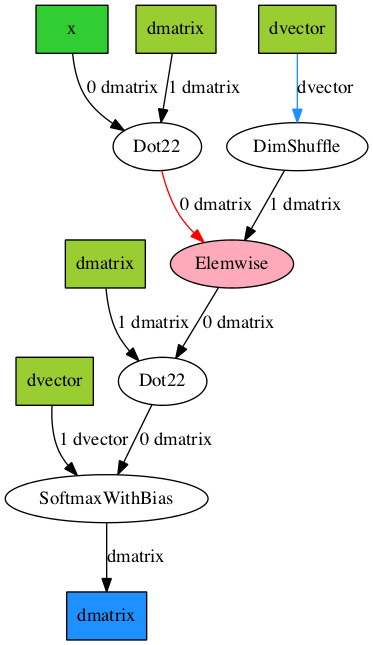 x
dmatrix
dvector
0 dmatrix
1 dmatrix
dvector
Dot22
DimShuffle
0 dmatrix
1 dmatrix
dmatrix
Elemwise
1 dmatrix
0 dmatrix
dvector
Dot22
1 dvector
0 dmatrix
SoftmaxWithBias
dmatrix
dmatrix